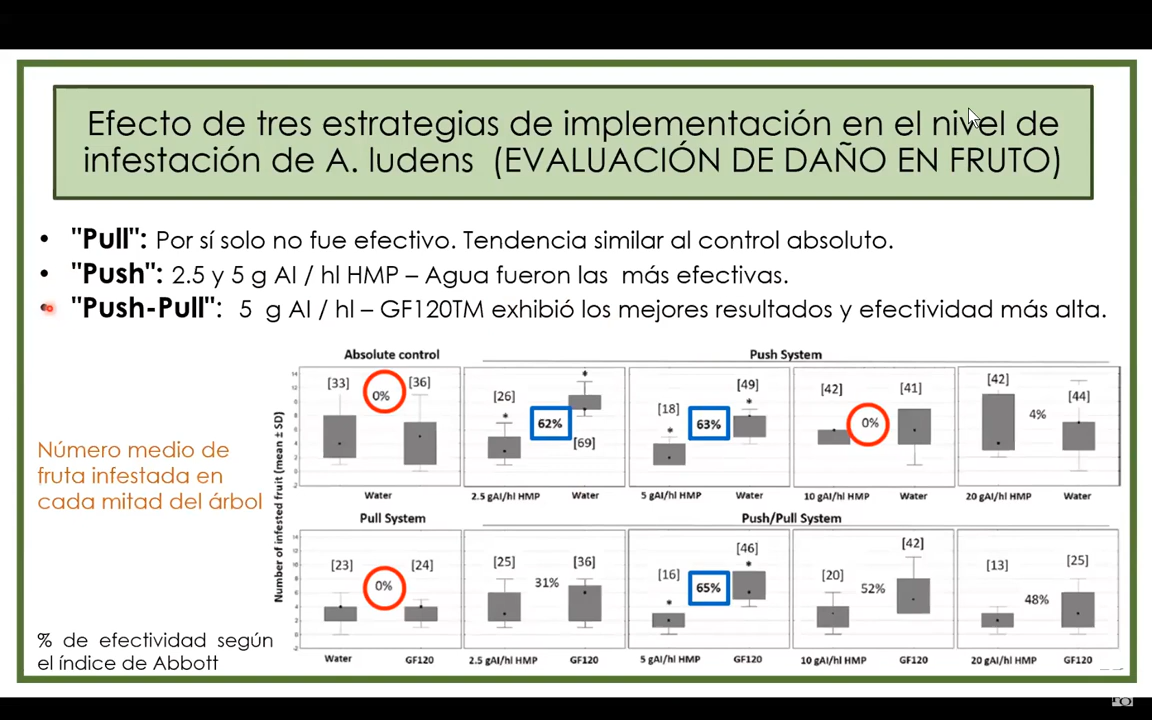 Efecto de tres estrategias de implementación en el nivel de
infestación de A. ludens (EVALUACIÓN DE DAÑO EN FRUTO)
• "Pull": Por sí solo no fue efectivo. Tendencia similar al control absoluto.
• "Push": 2.5 y 5 g AI / hl HMP – Agua fueron las más efectivas.
"Push-Pull": 5 g AI / hl – GF120TM exhibió los mejores resultados y efectividad más alta.
Número medio de
fruta infestada en
cada mitad del árbol
% de efectividad según
el índice de Abbott
Number of infested fruit (mean ± SD)
Absolute control
Push System
[33] 0% [36]
[26] * 62% * [69]
[18] * 63% [49] *
[42] 0% [41]
[42] 4% [44]
Water
2.5 gAI/hl HMP Water
5 gAI/hl HMP Water
10 gAI/hl HMP Water
20 gAI/hl HMP Water
Pull System
Push/Pull System
[23] 0% [24]
[25] 31% [36]
[16] * 65% [46] *
[20] 52% [42]
[13] 48% [25]
Water GF120
2.5 gAI/hl HMP GF120
5 gAI/hl HMP GF120
10 gAI/hl HMP GF120
20 gAI/hl HMP GF120